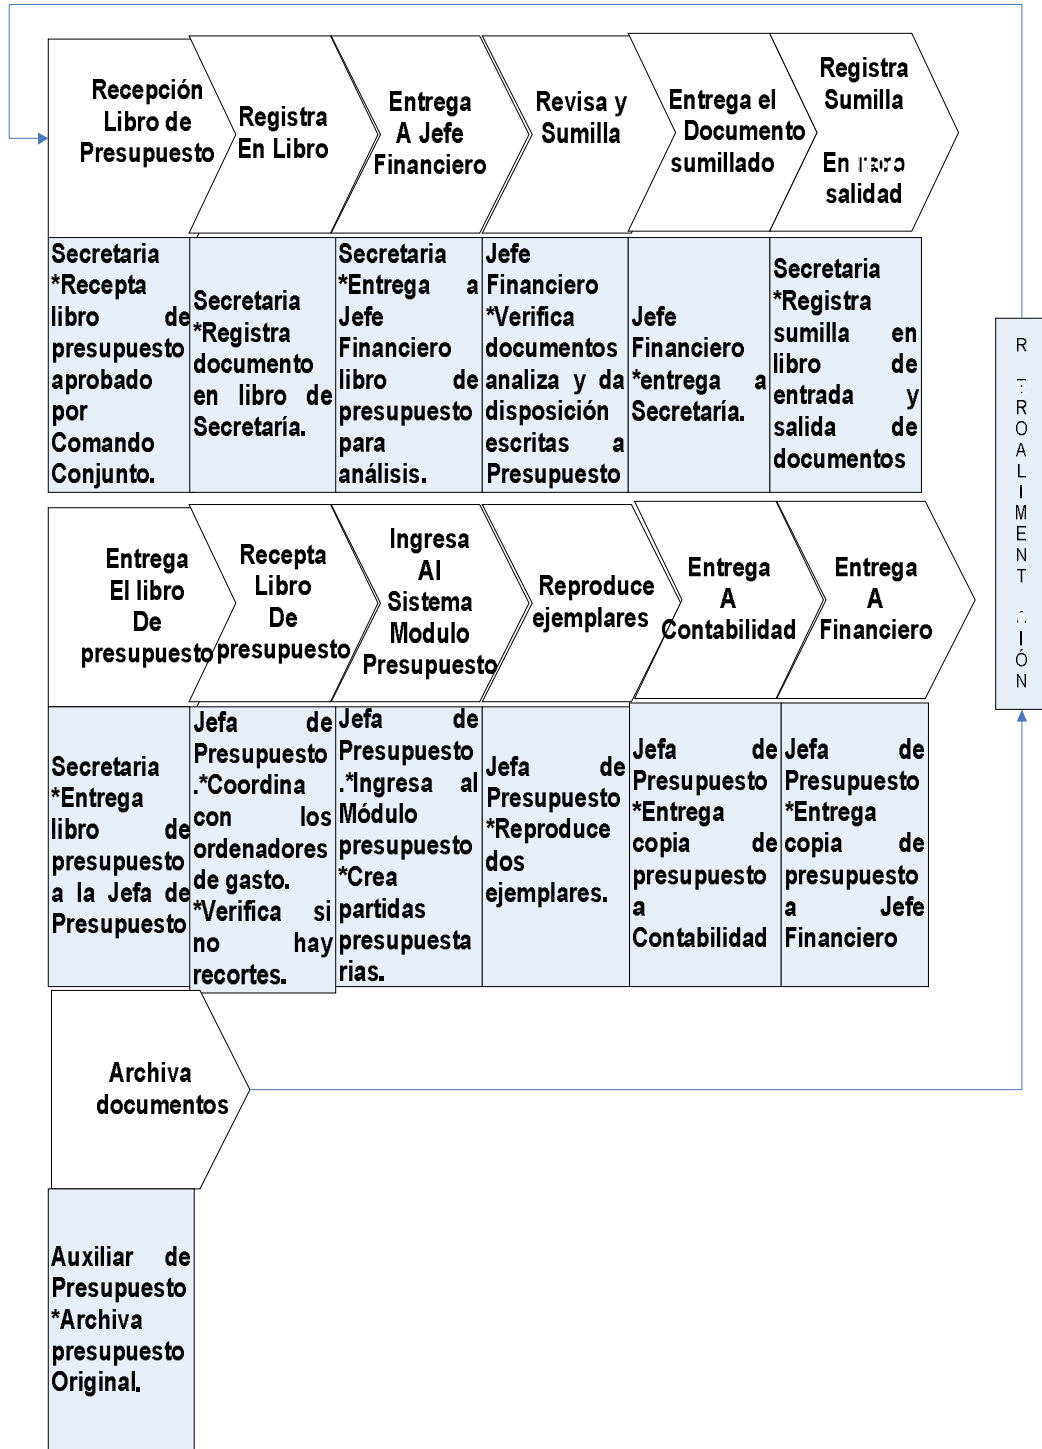 Recepción
Libro de
Presupuesto
Registra
En Libro
Entrega
A Jefe
Financiero
Revisa y
Sumilla
Entrega el
Documento
sumillado
Registra
Sumilla
En
salidad
Secretaria
*Recepta
libro de
presupuesto
aprobado
por
Comando
Conjunto.
Secretaria
*Registra
documento
en libro de
Secretaría.
Secretaria
*Entrega a
Jefe
Financiero
libro de
presupuesto
para
análisis.
Jefe
Financiero
*Verifica
documentos
analiza y da
disposición
escritas a
Presupuesto
Jefe
Financiero
*entrega a
Secretaría.
Secretaria
*Registra
sumilla en
libro de
entrada y
salida de
documentos
Entrega
El libro
De
presupuesto
Recepta
Libro
De
presupuesto
Ingresa
Al
Sistema
Modulo
Presupuesto
Reproduce
ejemplares
Entrega
A
Contabilidad
Entrega
A
Financiero
Secretaria
*Entrega
libro de
presupuesto
a la Jefa de
Presupuesto
Jefa de
Presupuesto
.*Coordina
con los
ordenadores
de gasto.
*Verifica si
no hay
recortes.
Jefa de
Presupuesto
.*Ingresa al
Módulo
presupuesto
*Crea
partidas
presupuesta
rias.
Jefa de
Presupuesto
*Reproduce
dos
ejemplares.
Jefa de
Presupuesto
*Entrega
copia de
presupuesto
a
Contabilidad
Jefa de
Presupuesto
*Entrega
copia de
presupuesto
a Jefe
Financiero
Archiva
documentos
Auxiliar de
Presupuesto
*Archiva
presupuesto
Original.
RETROALIMENTACIÓN